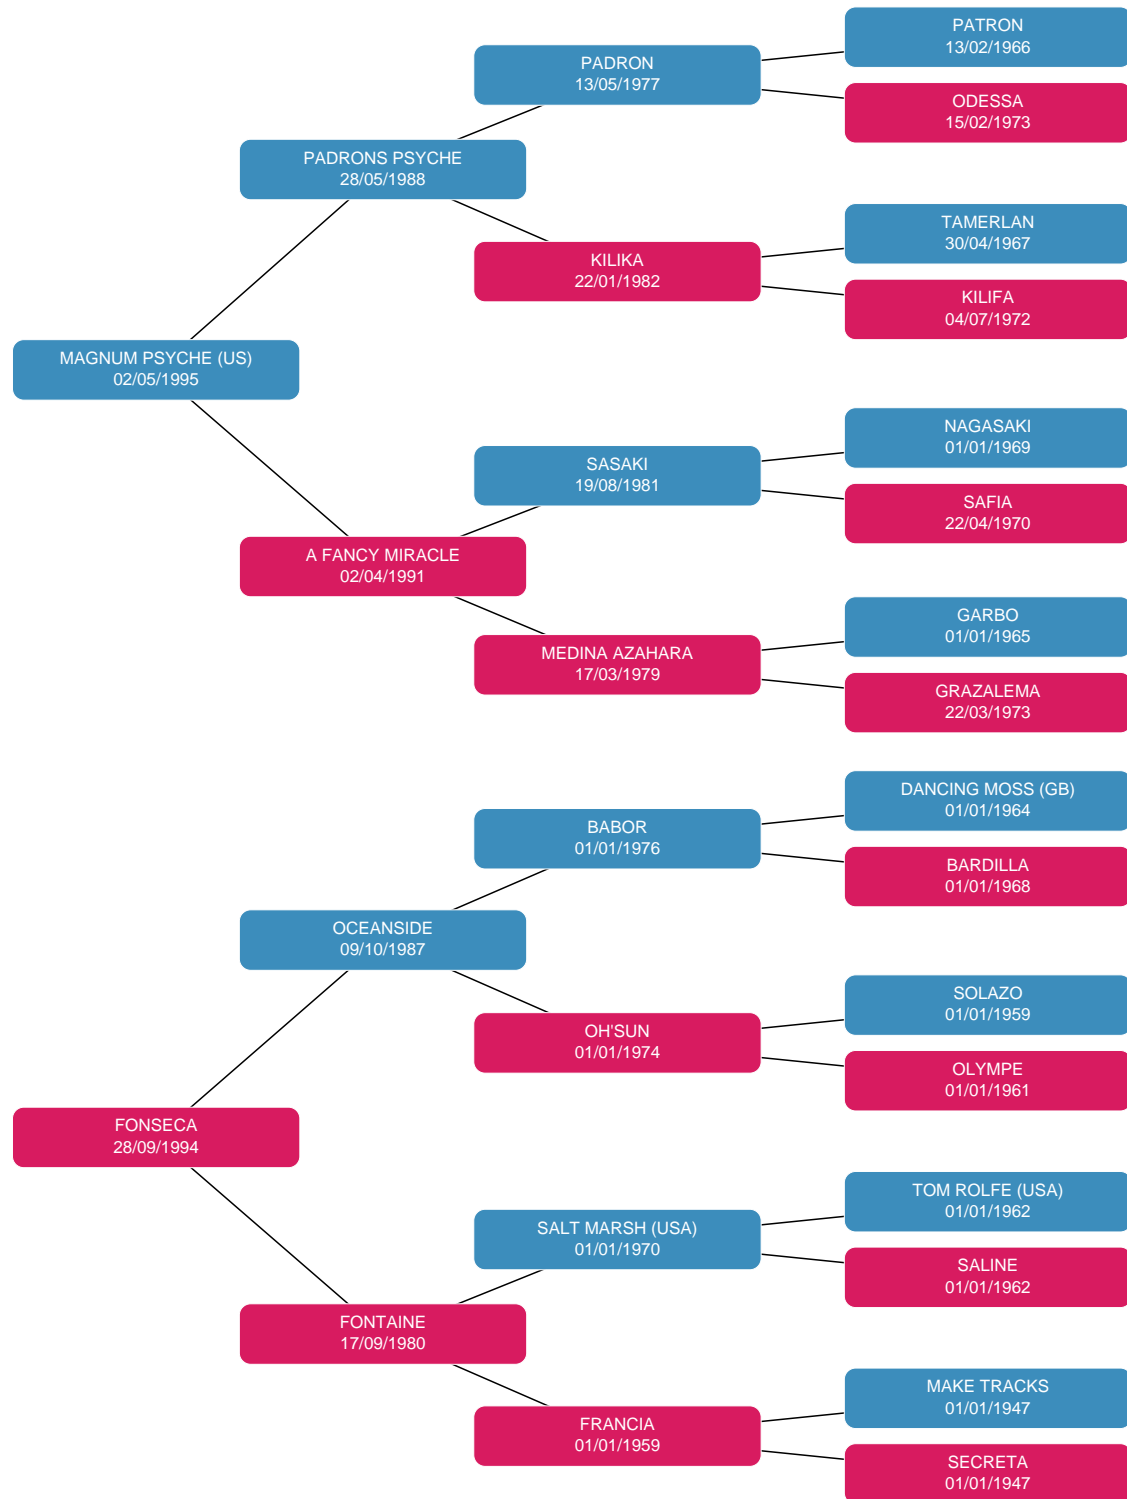 PATRON
13/02/1966
PADRON
13/05/1977
ODESSA
15/02/1973
PADRONS PSYCHE
28/05/1988
TAMERLAN
30/04/1967
KILIKA
22/01/1982
KILIFA
04/07/1972
MAGNUM PSYCHE (US)
02/05/1995
NAGASAKI
01/01/1969
SASAKI
19/08/1981
SAFIA
22/04/1970
A FANCY MIRACLE
02/04/1991
GARBO
01/01/1965
MEDINA AZAHARA
17/03/1979
GRAZALEMA
22/03/1973
DANCING MOSS (GB)
01/01/1964
BABOR
01/01/1976
BARDILLA
01/01/1968
OCEANSIDE
09/10/1987
SOLAZO
01/01/1959
OH'SUN
01/01/1974
OLYMPE
01/01/1961
FONSECA
28/09/1994
TOM ROLFE (USA)
01/01/1962
SALT MARSH (USA)
01/01/1970
SALINE
01/01/1962
FONTAINE
17/09/1980
MAKE TRACKS
01/01/1947
FRANCIA
01/01/1959
SECRETA
01/01/1947